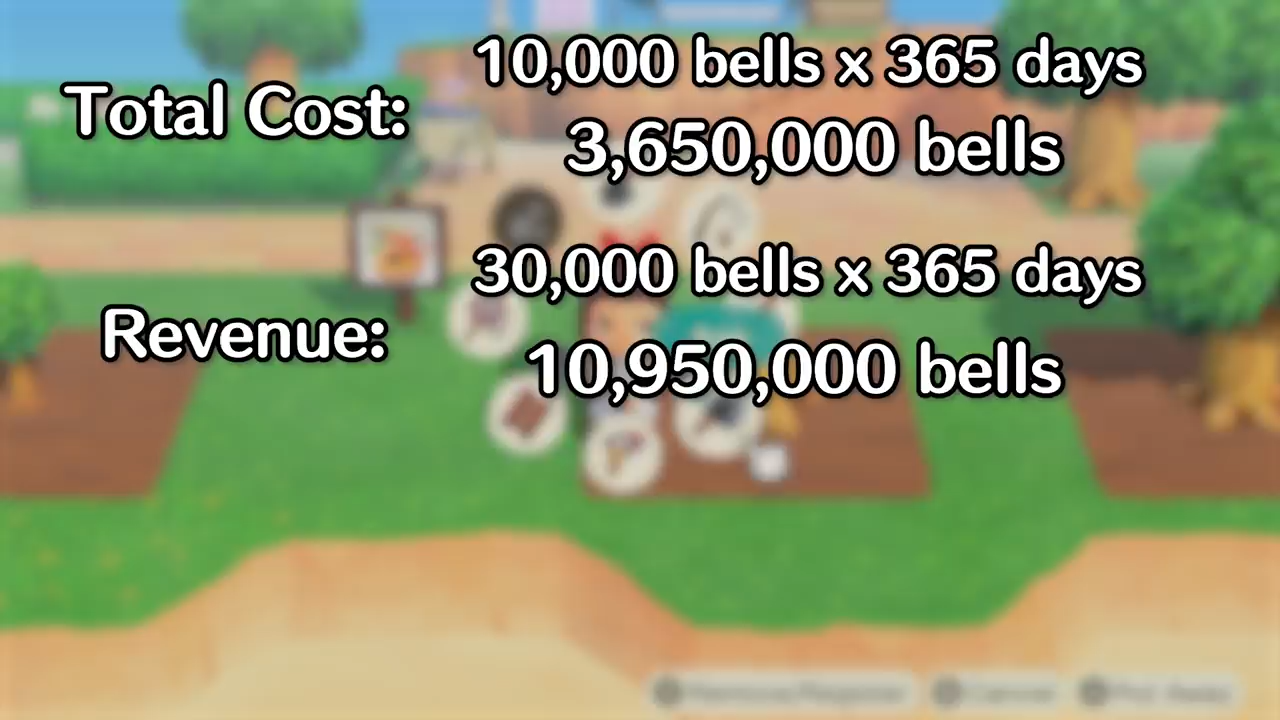 Total Cost:
10,000 bells x 365 days
3,650,000 bells
Revenue:
30,000 bells x 365 days
10,950,000 bells